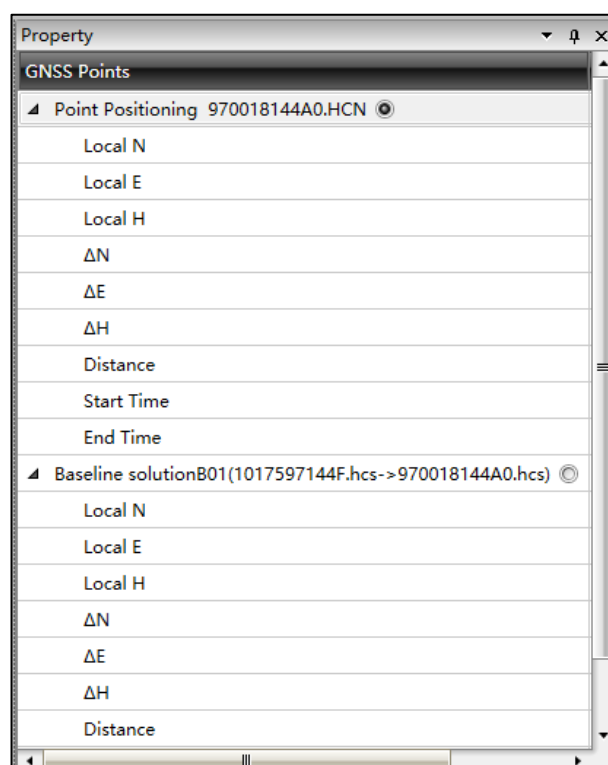 Property
GNSS Points
Point Positioning 970018144A0.HCN
Local N
Local E
Local H
ΔN
ΔE
ΔH
Distance
Start Time
End Time
Baseline solutionB01(1017597144F.hcs->970018144A0.hcs)
Local N
Local E
Local H
ΔN
ΔE
ΔH
Distance